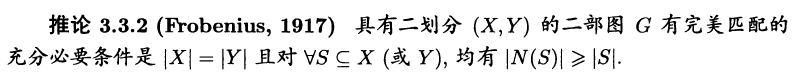 推论 3.3.2 (Frobenius, 1917) 具有二划分 (X,Y) 的二部图 G 有完美匹配的
充分必要条件是 |X| = |Y| 且对 ∀S ⊆ X (或 Y), 均有 |N(S)| ⩾ |S|.